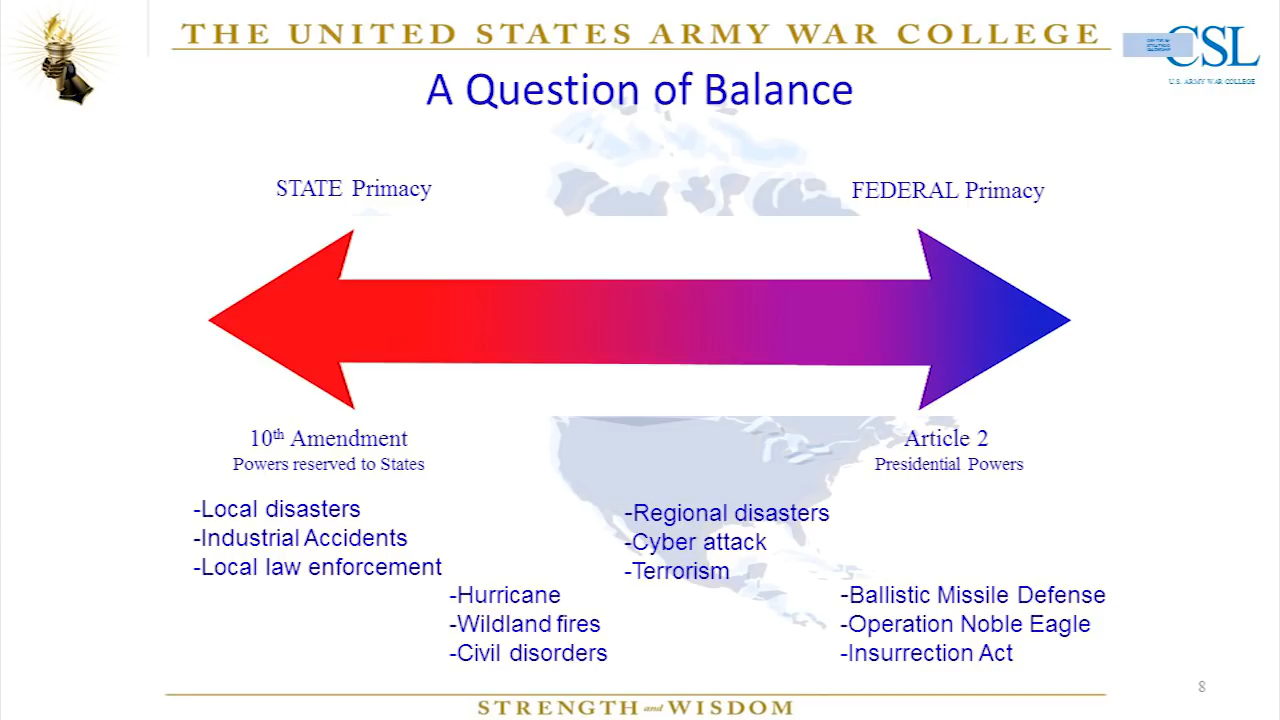 THE UNITED STATES ARMY WAR COLLEGE
CSL
U.S. ARMY WAR COLLEGE
A Question of Balance
STATE Primacy
FEDERAL Primacy
10th Amendment
Powers reserved to States
Article 2
Presidential Powers
-Local disasters
-Industrial Accidents
-Local law enforcement
-Hurricane
-Wildland fires
-Civil disorders
-Regional disasters
-Cyber attack
-Terrorism
-Ballistic Missile Defense
-Operation Noble Eagle
-Insurrection Act
8
STRENGTH and WISDOM